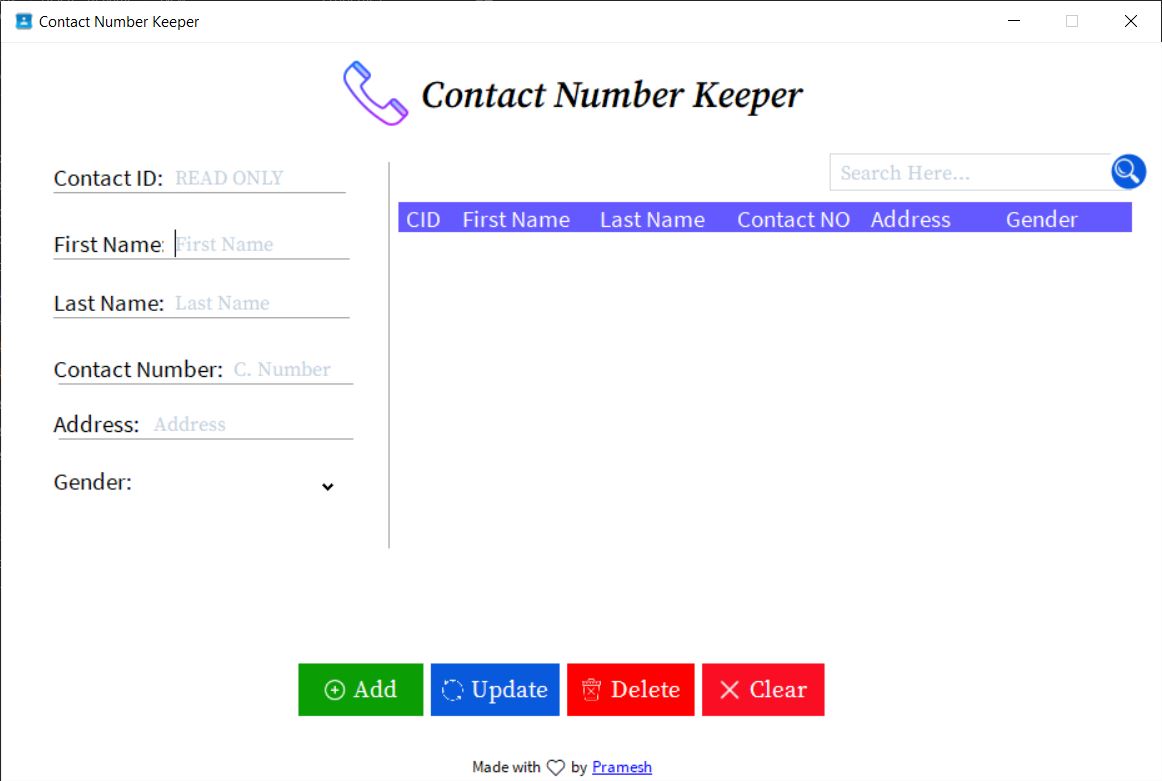 Contact Number Keeper
Contact Number Keeper
Contact ID: READ ONLY
First Name: First Name
Last Name: Last Name
Contact Number: C. Number
Address: Address
Gender:
Search Here...
CID First Name Last Name Contact NO Address Gender
Add Update Delete Clear
Made with ♡ by Pramesh